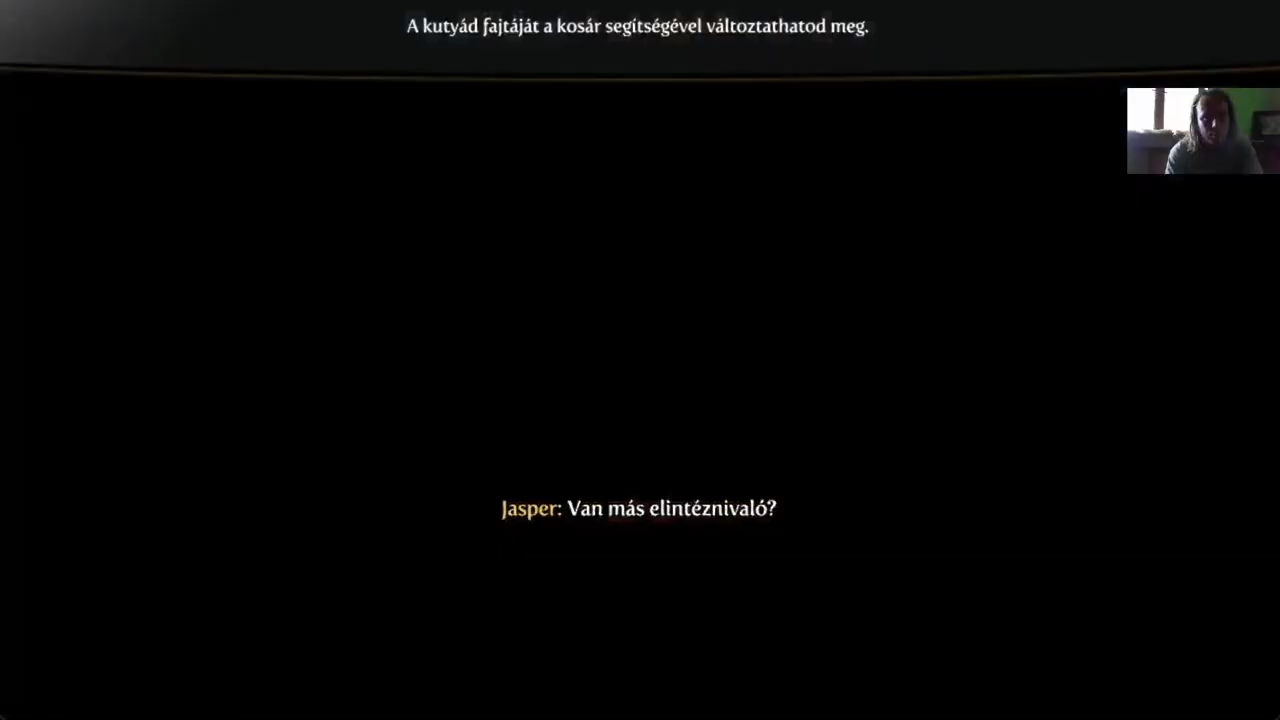 A kutyád fajtáját a kosár segítségével változtathatod meg.
Jasper: Van más elintéznivaló?